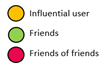 Influential user
Friends
Friends of friends